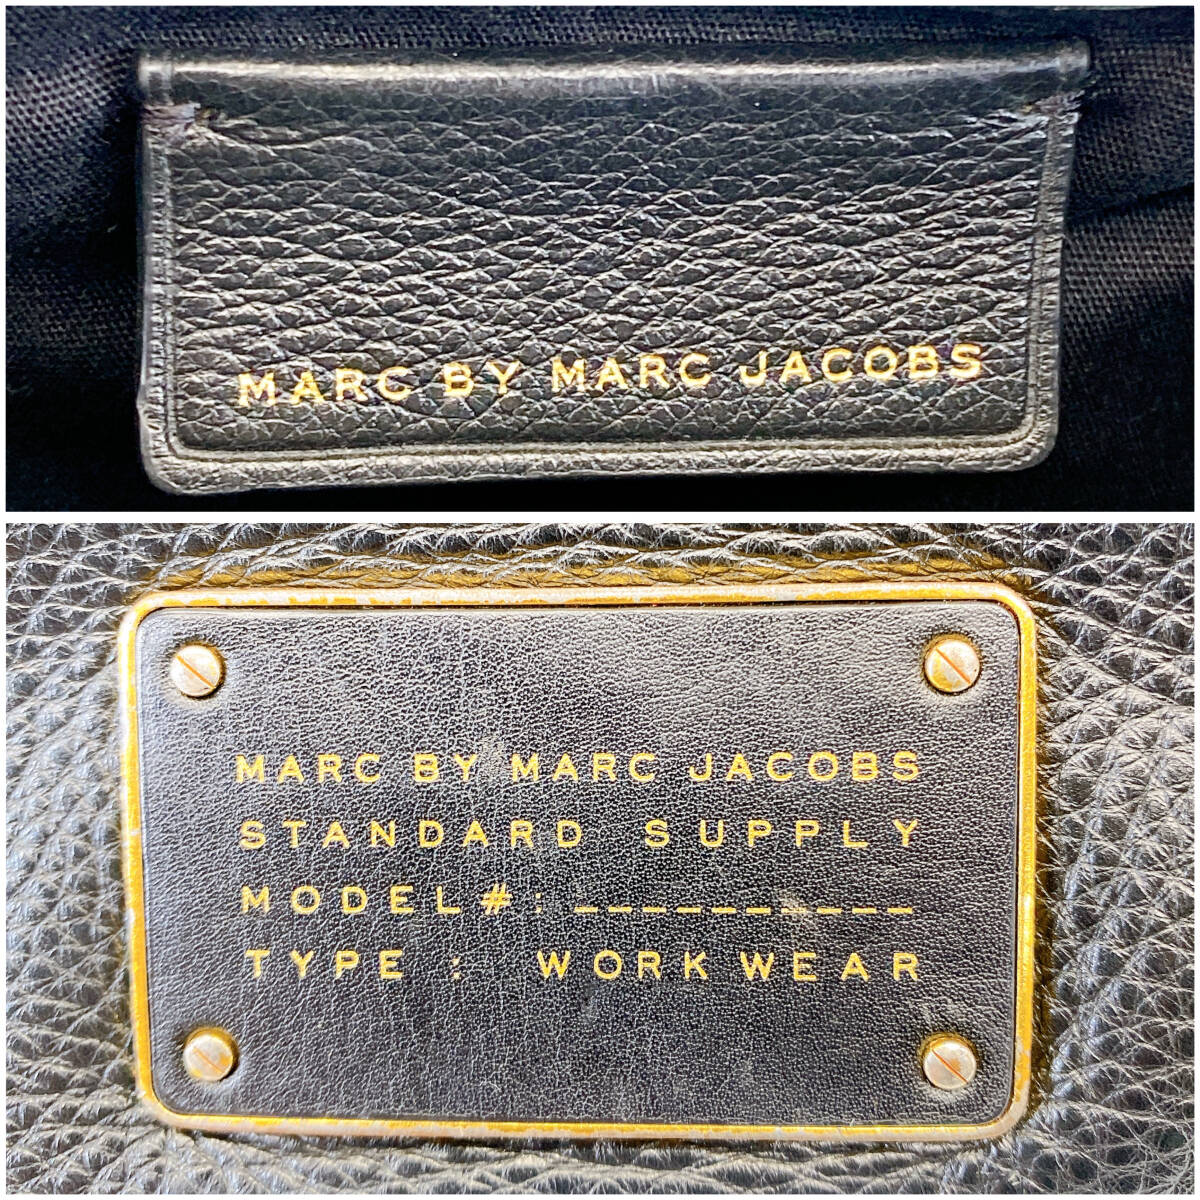 MARC BY MARC JACOBS
MARC BY MARC JACOBS
STANDARD SUPPLY
MODEL#: __________
TYPE : WORK WEAR